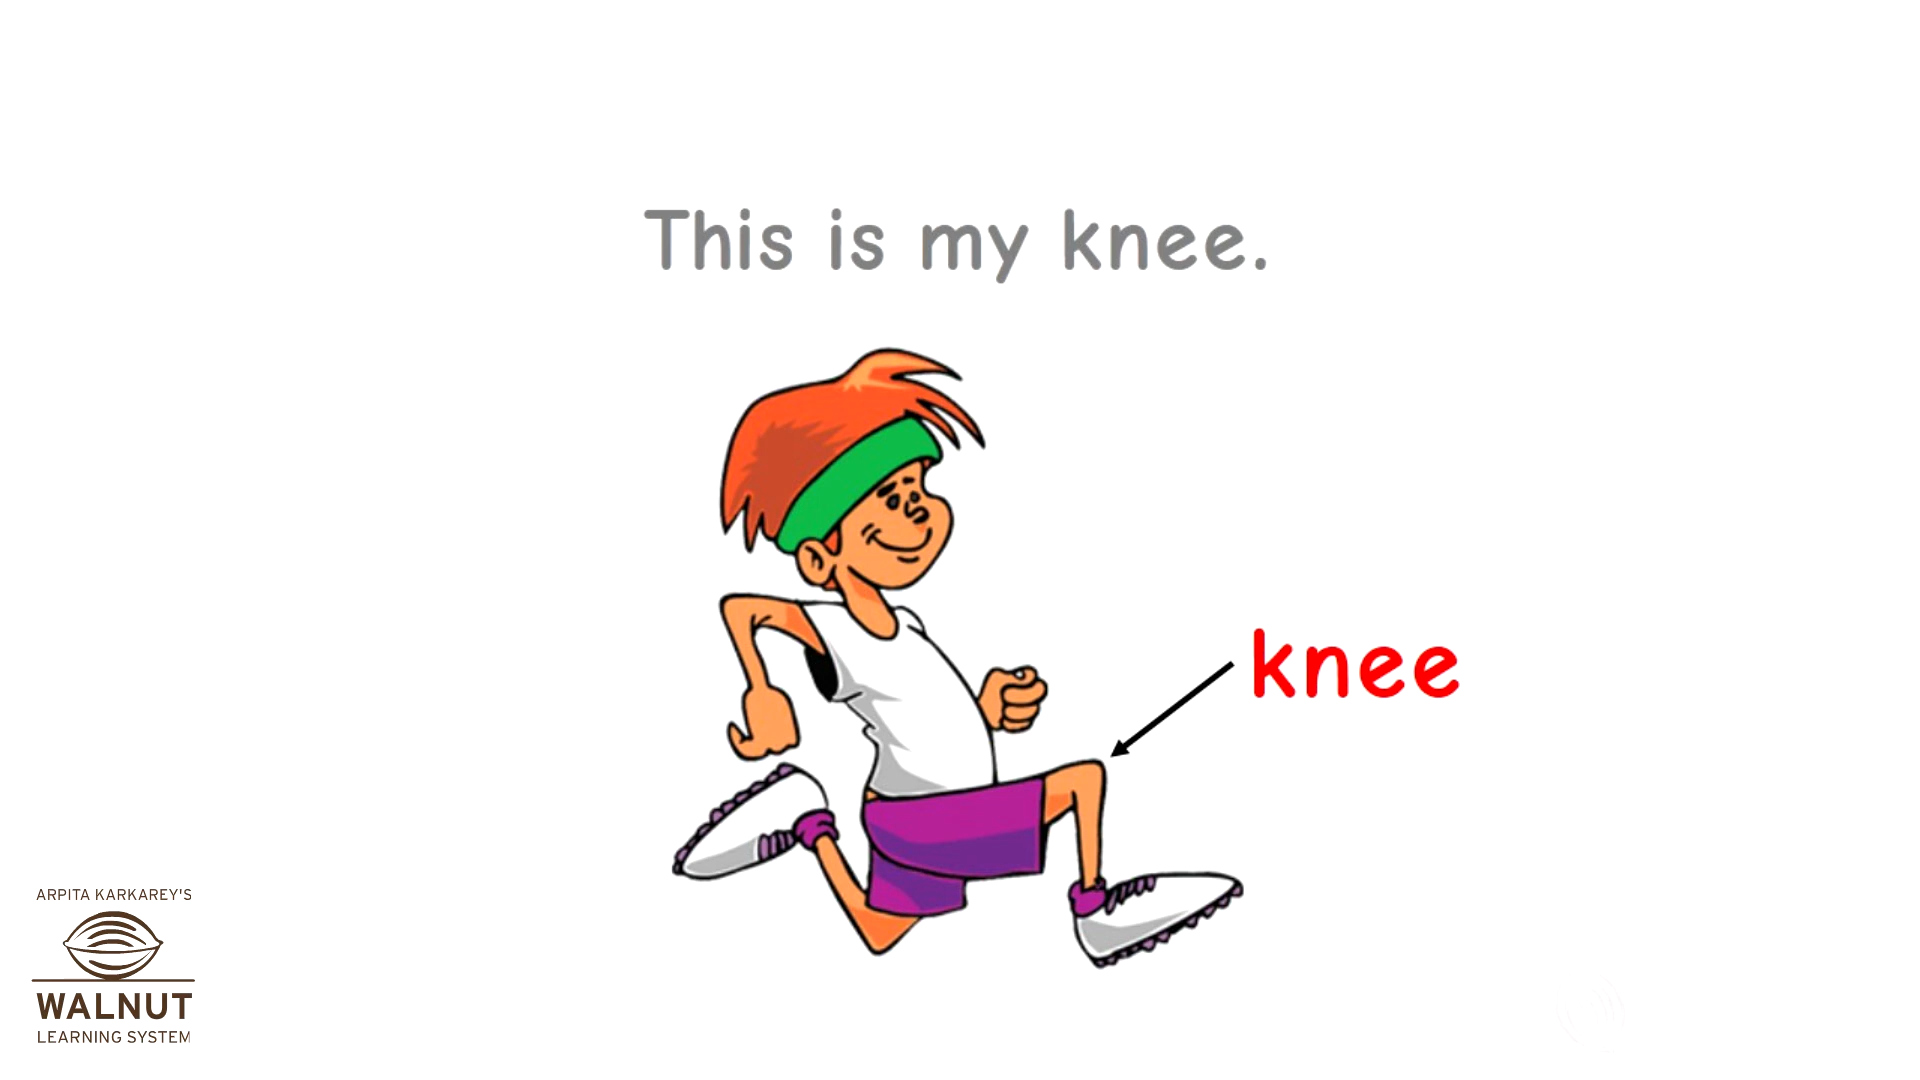 This is my knee.
knee
ARPITA KARKAREY'S
WALNUT
LEARNING SYSTEM